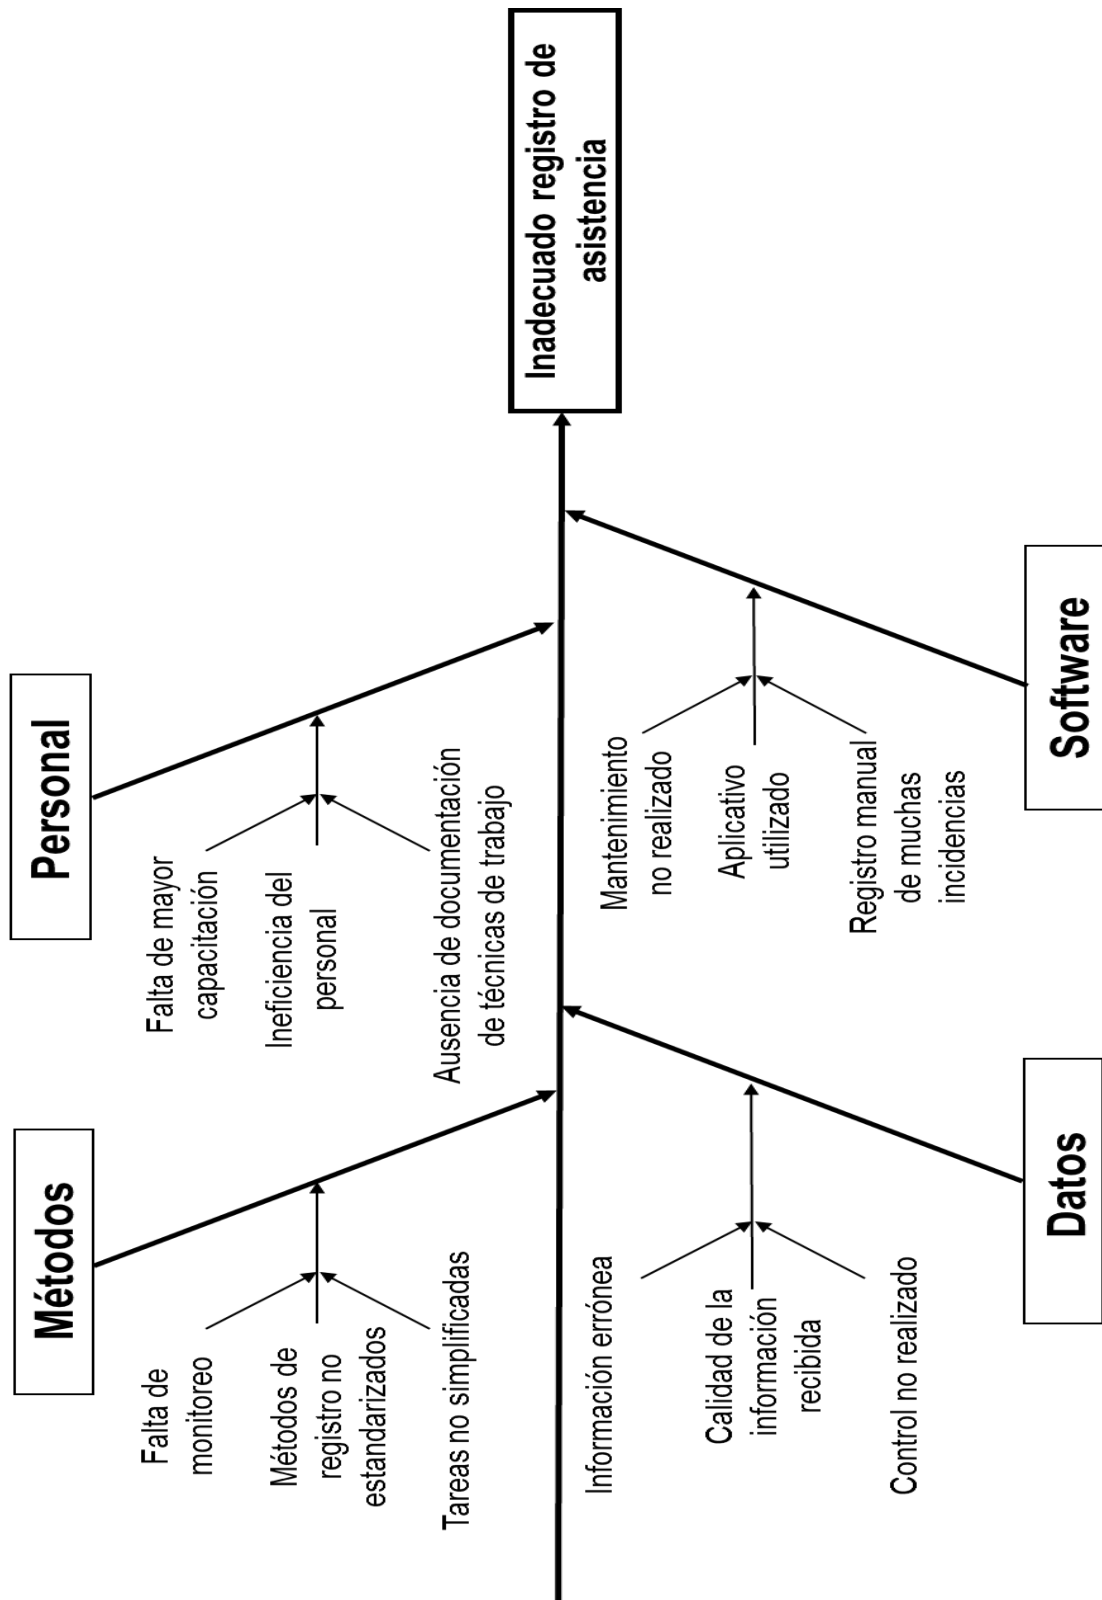 Métodos
Personal
Falta de
monitoreo
Métodos de
registro no
estandarizados
Tareas no simplificadas
Falta de mayor
capacitación
Ineficiencia del
personal
Ausencia de documentación
de técnicas de trabajo
Inadecuado registro de
asistencia
Información errónea
Calidad de la
información
recibida
Control no realizado
Mantenimiento
no realizado
Aplicativo
utilizado
Registro manual
de muchas
incidencias
Datos
Software